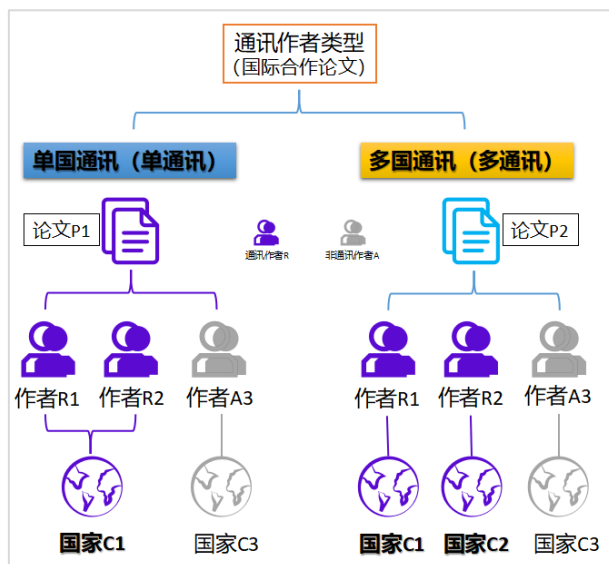 通讯作者类型
（国际合作论文）
单国通讯（单通讯）
多国通讯（多通讯）
论文P1
论文P2
通讯作者R
非通讯作者A
作者R1
作者R2
作者A3
作者R1
作者R2
作者A3
国家C1
国家C3
国家C1
国家C2
国家C3